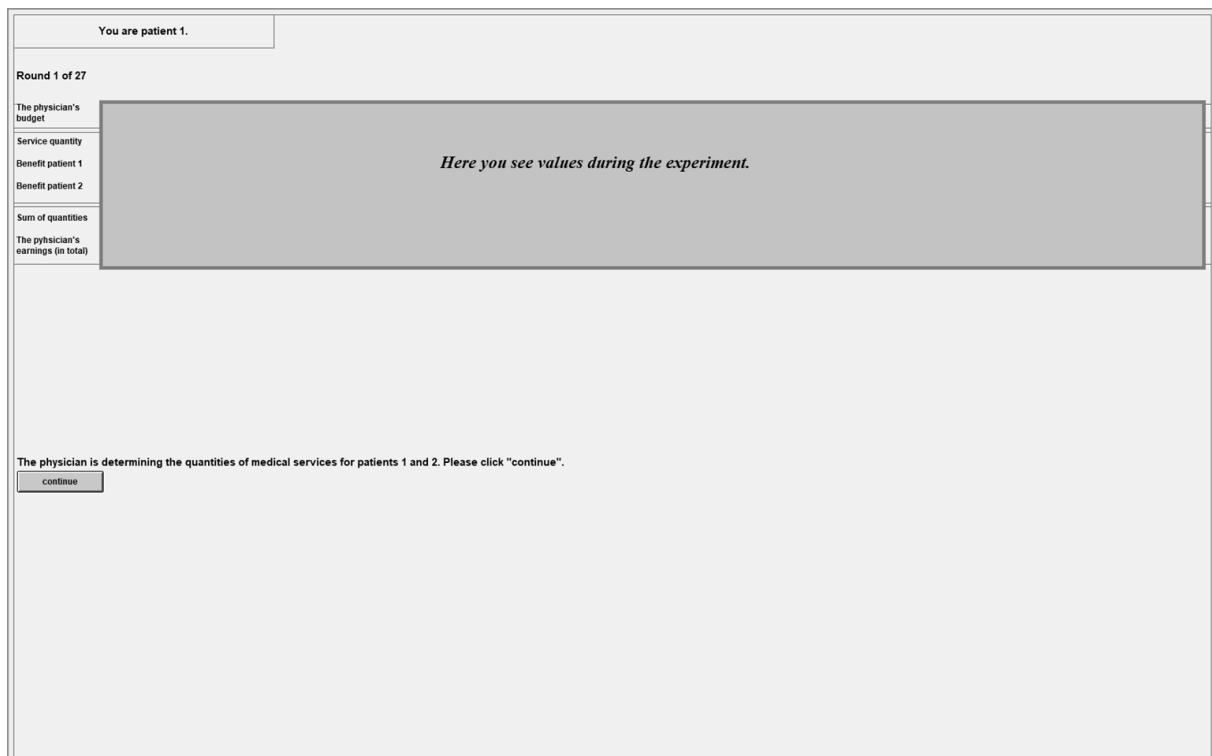 You are patient 1.
Round 1 of 27
The physician's
budget
Service quantity
Benefit patient 1
Here you see values during the experiment.
Benefit patient 2
Sum of quantities
The pyhsician's
earnings (in total)
The physician is determining the quantities of medical services for patients 1 and 2. Please click "continue".
continue